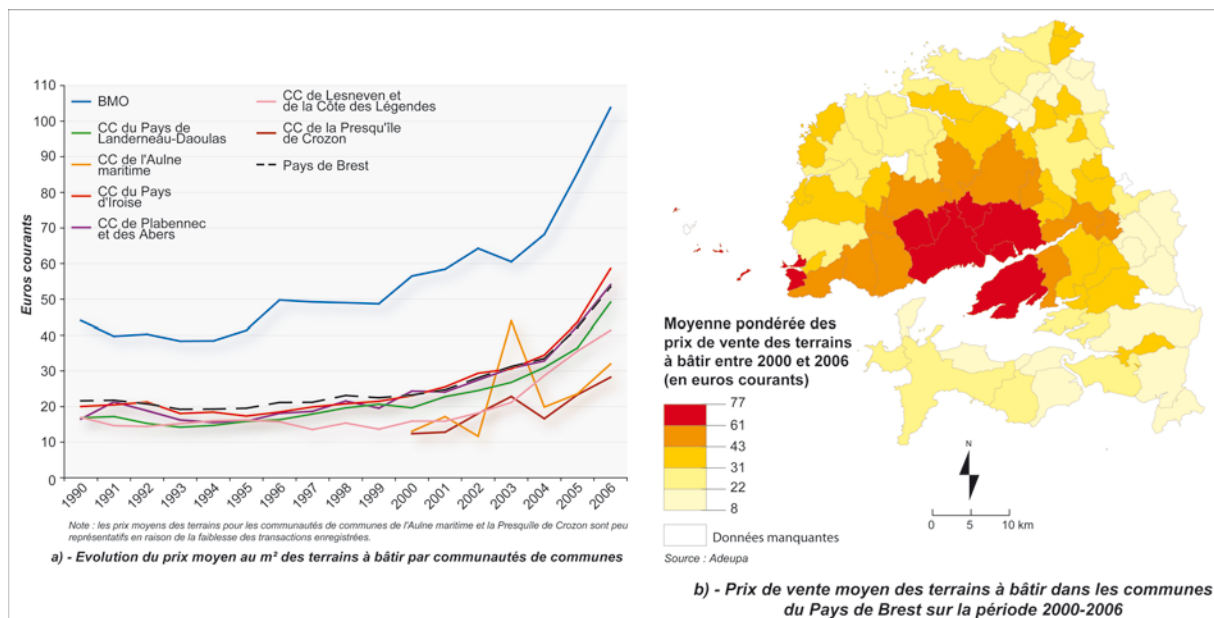 110
100
90
80
70
60
50
40
30
20
10
0
Euros courants
BMO
CC du Pays de
Landerneau-Daoulas
CC de l'Aulne
maritime
CC du Pays
d'Iroise
CC de Plabennec
et des Abers
CC de Lesneven et
de la Côte des Légendes
CC de la Presqu'île
de Crozon
Pays de Brest
1990
1991
1992
1993
1994
1995
1996
1997
1998
1999
2000
2001
2002
2003
2004
2005
2006
Note : les prix moyens des terrains pour les communautés de communes de l'Aulne maritime et la Presqu'île de Crozon sont peu
représentatifs en raison de la faiblesse des transactions enregistrées.
a) - Evolution du prix moyen au m² des terrains à bâtir par communautés de communes
Moyenne pondérée des
prix de vente des terrains
à bâtir entre 2000 et 2006
(en euros courants)
77
61
43
31
22
8
Données manquantes
Source : Adeupa
N
0 5 10 km
b) - Prix de vente moyen des terrains à bâtir dans les communes
du Pays de Brest sur la période 2000-2006